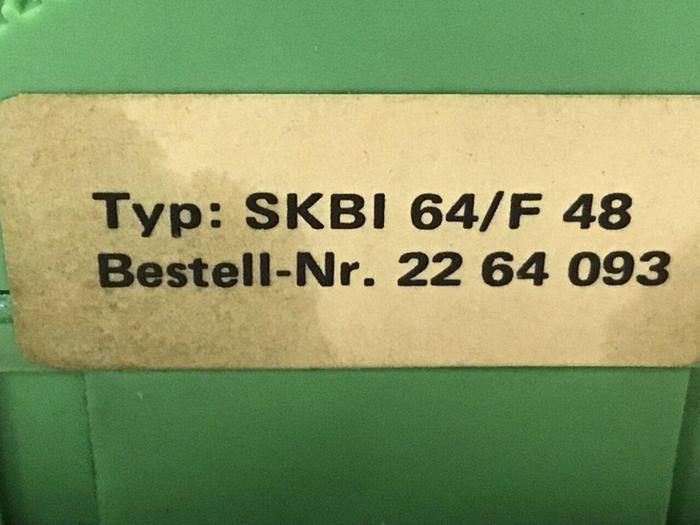 Typ: SKBI 64/F 48
Bestell-Nr. 22 64 093